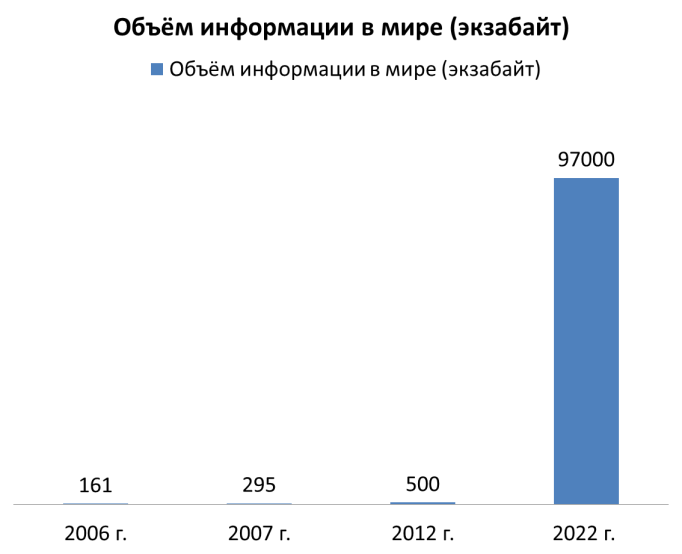 Объём информации в мире (экзабайт)
Объём информации в мире (экзабайт)
97000
161
295
500
2006 г.
2007 г.
2012 г.
2022 г.